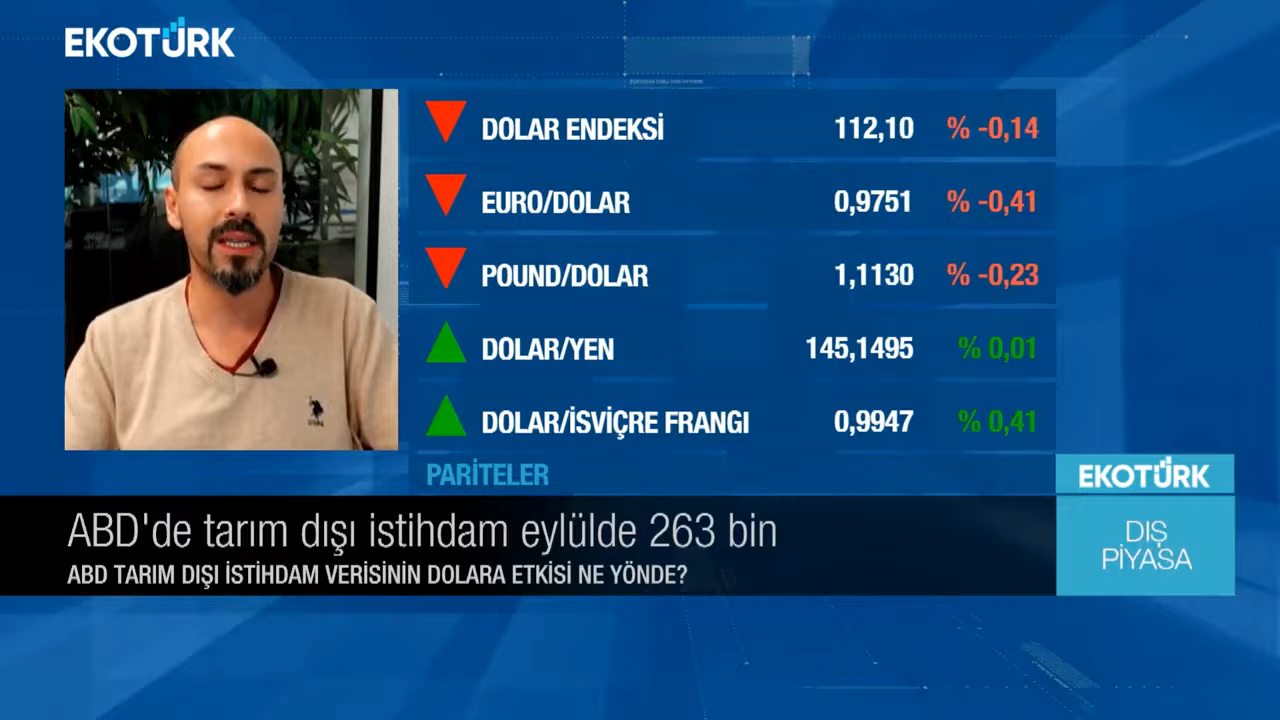 EKOTÜRK
DOLAR ENDEKSİ 112,10 % -0,14
EURO/DOLAR 0,9751 % -0,41
POUND/DOLAR 1,1130 % -0,23
DOLAR/YEN 145,1495 % 0,01
DOLAR/İSVİÇRE FRANGI 0,9947 % 0,41
PARİTELER
EKOTÜRK
ABD'de tarım dışı istihdam eylülde 263 bin
ABD TARIM DIŞI İSTİHDAM VERİSİNİN DOLARA ETKİSİ NE YÖNDE?
DIŞ
PİYASA